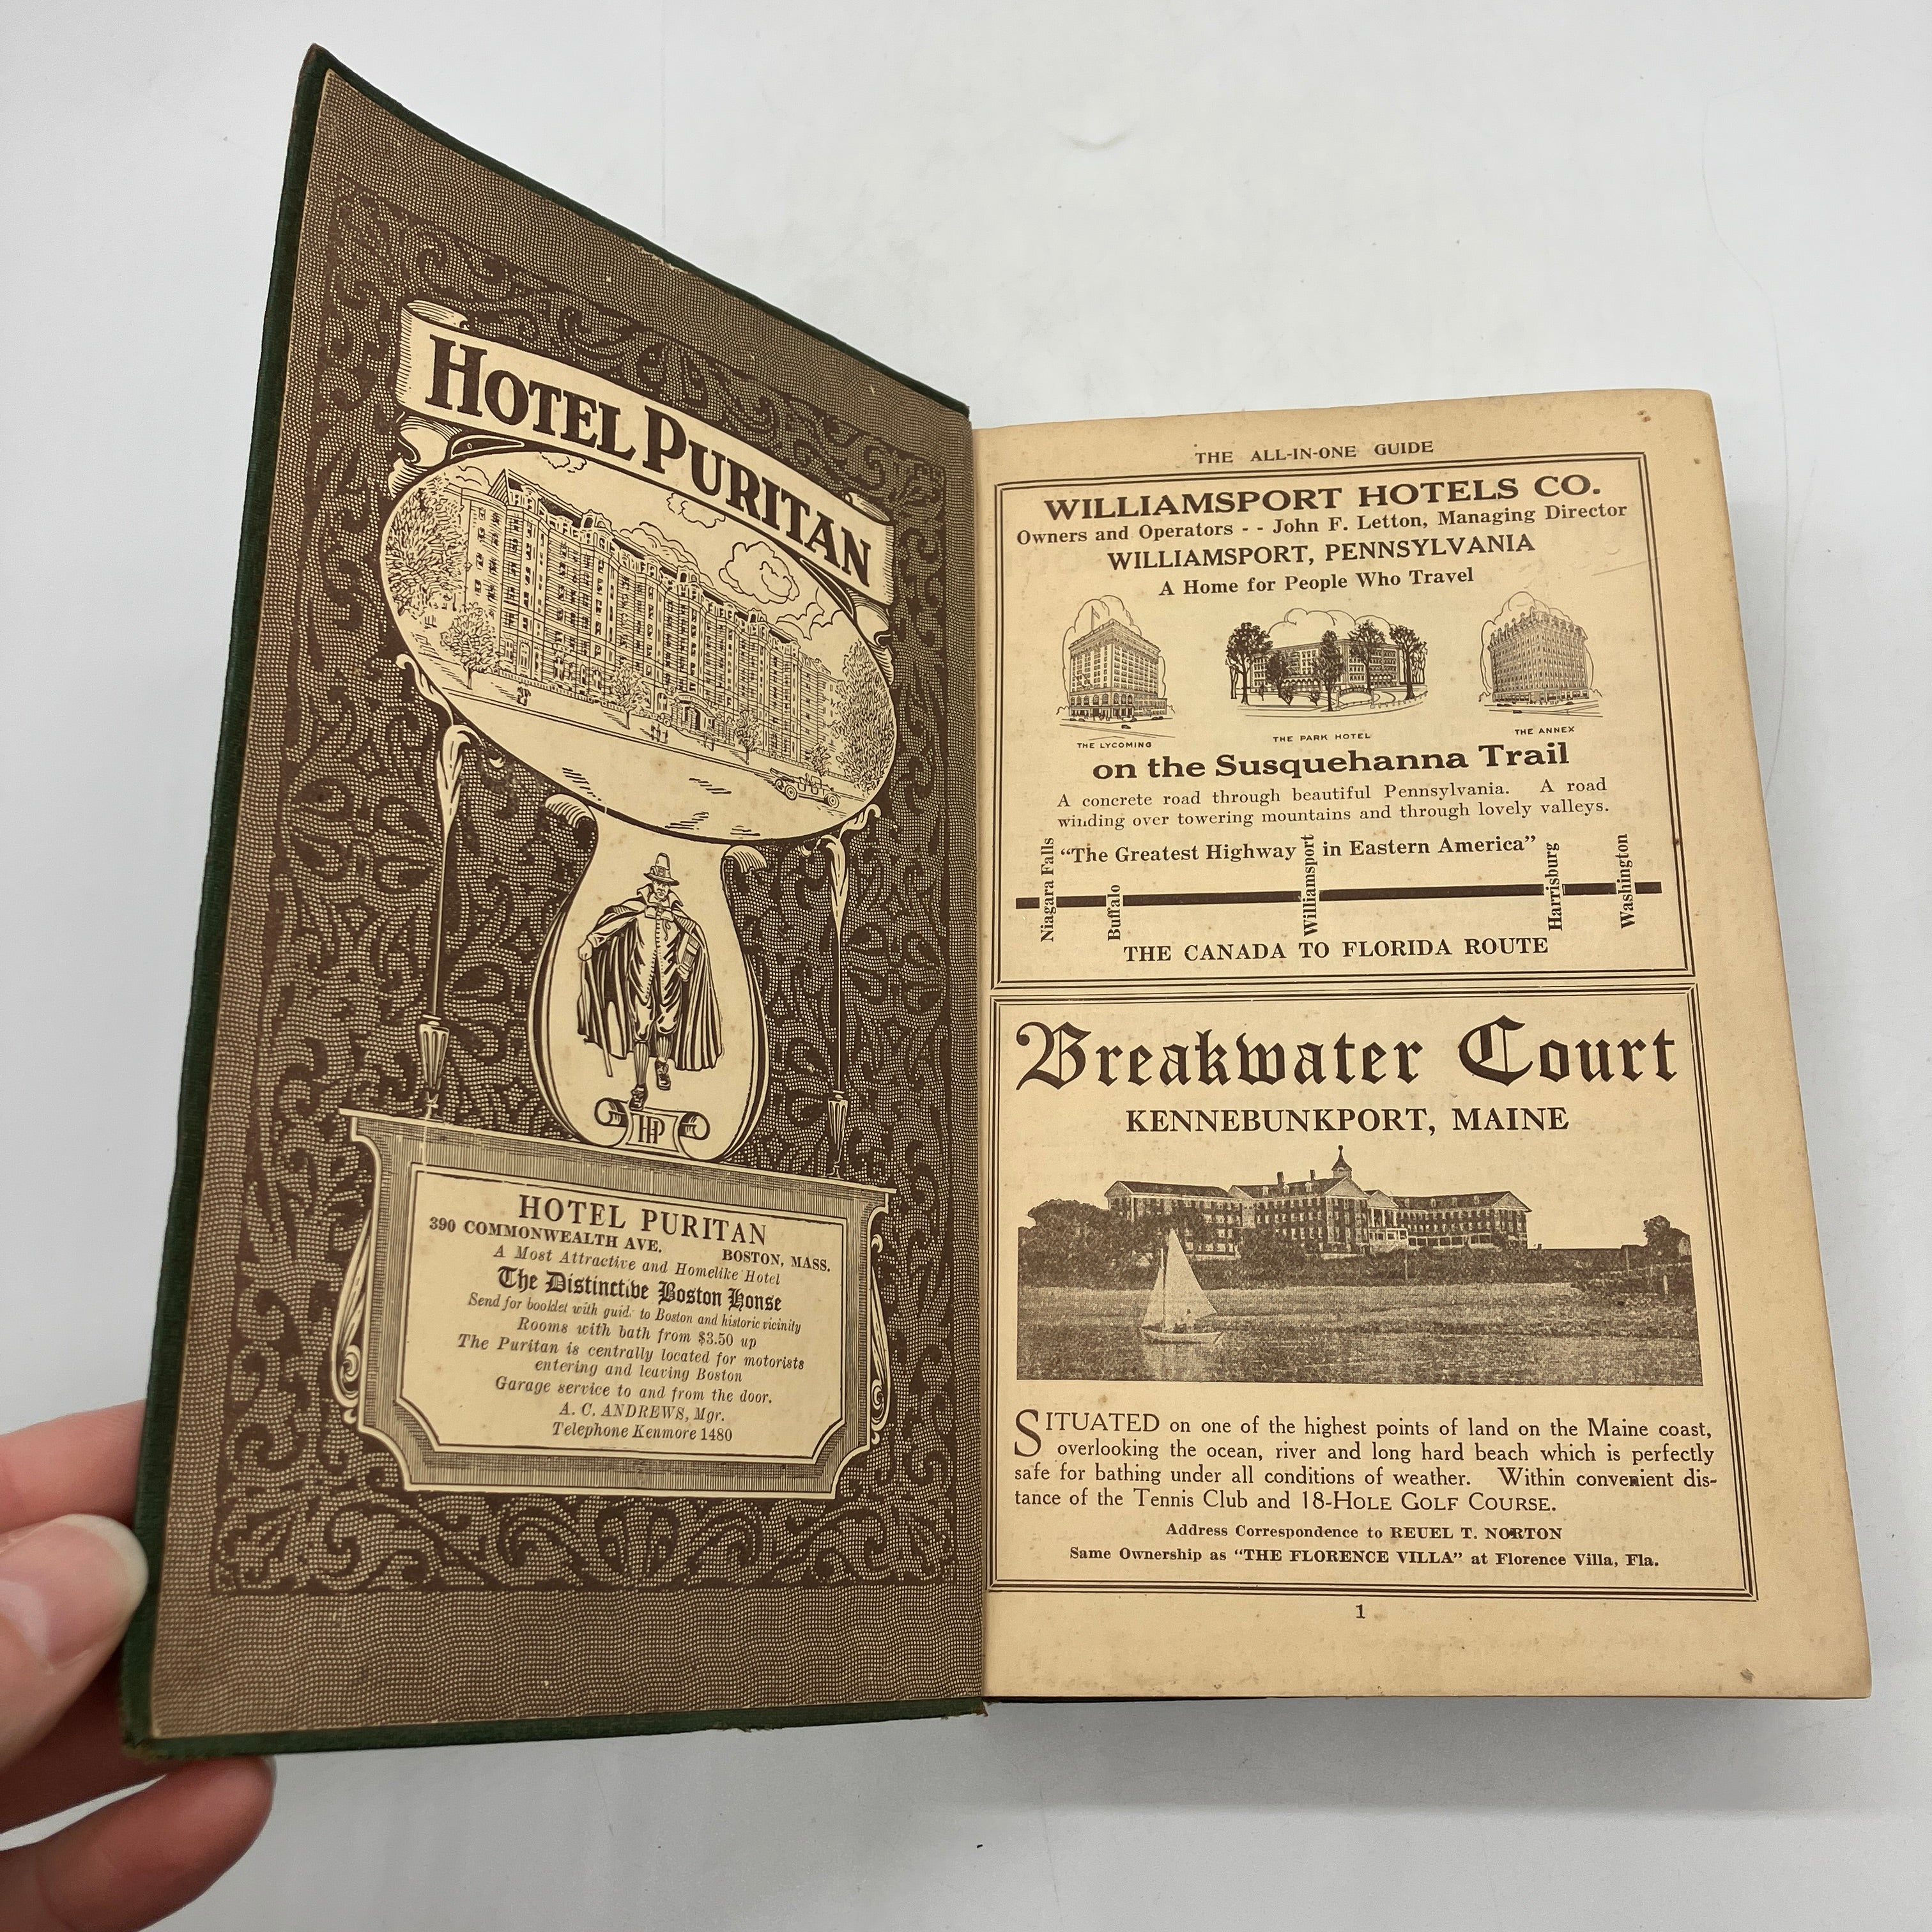 HOTEL PURITAN
HP
HOTEL PURITAN
390 COMMONWEALTH AVE. BOSTON, MASS.
A Most Attractive and Homelike Hotel
The Distinctive Boston Honse
Send for booklet with guid. to Boston and historic vicinity
Rooms with bath from $3.50 up
The Puritan is centrally located for motorists
entering and leaving Boston
Garage service to and from the door.
A. C. ANDREWS, Mgr.
Telephone Kenmore 1480
THE ALL-IN-ONE GUIDE
WILLIAMSPORT HOTELS CO.
Owners and Operators - - John F. Letton, Managing Director
WILLIAMSPORT, PENNSYLVANIA
A Home for People Who Travel
THE LYCOMING
THE PARK HOTEL
THE ANNEX
on the Susquehanna Trail
A concrete road through beautiful Pennsylvania. A road
winding over towering mountains and through lovely valleys.
"The Greatest Highway in Eastern America"
Niagara Falls
Buffalo
Williamsport
Harrisburg
Washington
THE CANADA TO FLORIDA ROUTE
Breakwater Court
KENNEBUNKPORT, MAINE
SITUATED on one of the highest points of land on the Maine coast,
overlooking the ocean, river and long hard beach which is perfectly
safe for bathing under all conditions of weather. Within convenient dis-
tance of the Tennis Club and 18-HOLE GOLF COURSE.
Address Correspondence to REUEL T. NORTON
Same Ownership as "THE FLORENCE VILLA" at Florence Villa, Fla.
1